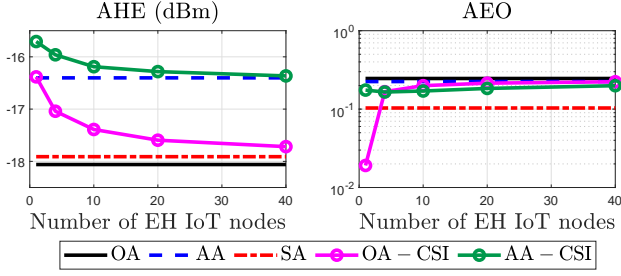 AHE (dBm)
-16
-17
-18
0 10 20 30 40
Number of EH IoT nodes
AEO
10^0
10^-1
10^-2
0 10 20 30 40
Number of EH IoT nodes
OA AA SA OA − CSI AA − CSI